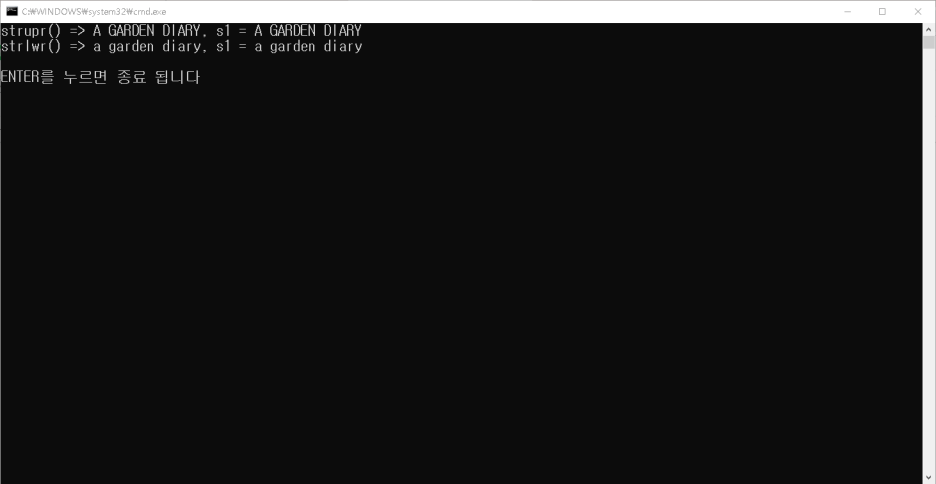 C:₩WINDOWS₩system32₩cmd.exe
strupr() => A GARDEN DIARY, s1 = A GARDEN DIARY
strlwr() => a garden diary, s1 = a garden diary
ENTER를 누르면 종료 됩니다